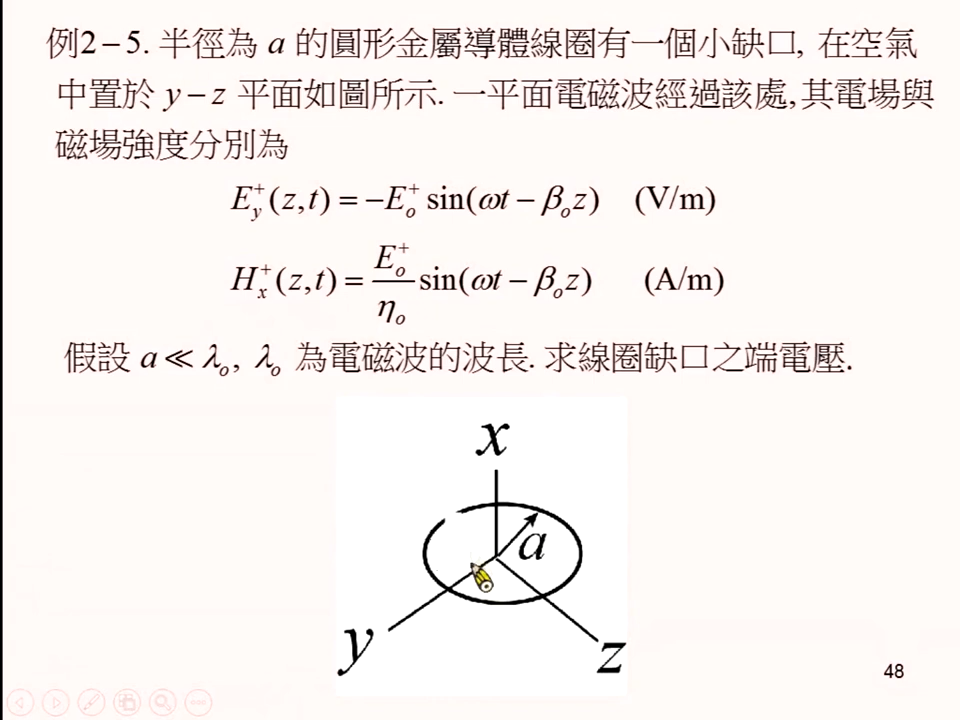 例2－5. 半徑為 a 的圓形金屬導體線圈有一個小缺口, 在空氣
中置於 y－z 平面如圖所示. 一平面電磁波經過該處, 其電場與
磁場強度分別為
E_y^+(z,t) = −E_o^+ sin(ωt − β_o z) (V/m)
H_x^+(z,t) = E_o^+/η_o sin(ωt − β_o z) (A/m)
假設 a ≪ λ_o, λ_o 為電磁波的波長. 求線圈缺口之端電壓.
x
a
y
z
48